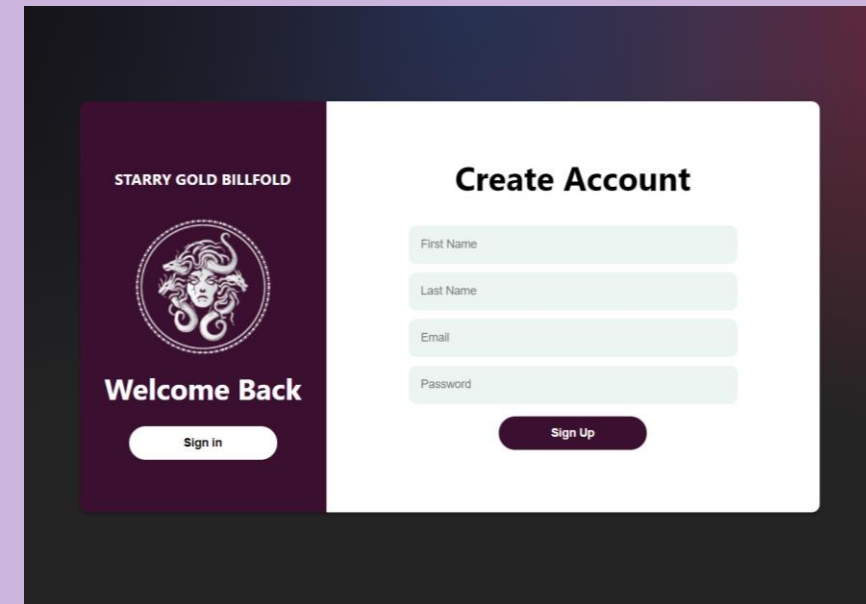 STARRY GOLD BILLFOLD
Welcome Back
Sign in
Create Account
First Name
Last Name
Email
Password
Sign Up